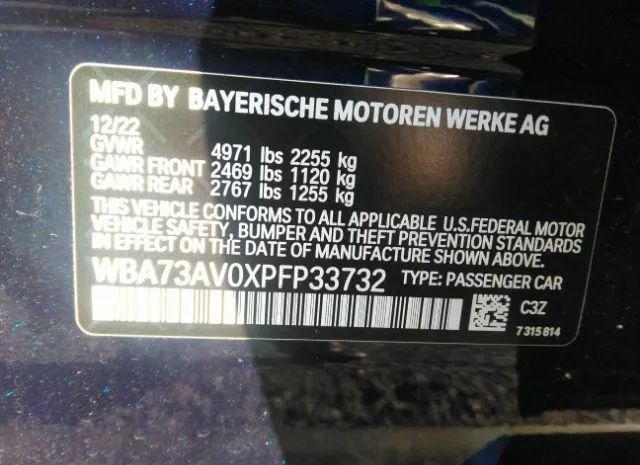 MFD BY BAYERISCHE MOTOREN WERKE AG
12/22
GVWR 4971 lbs 2255 kg
GAWR FRONT 2469 lbs 1120 kg
GAWR REAR 2767 lbs 1255 kg
THIS VEHICLE CONFORMS TO ALL APPLICABLE U.S.FEDERAL MOTOR
VEHICLE SAFETY, BUMPER AND THEFT PREVENTION STANDARDS
IN EFFECT ON THE DATE OF MANUFACTURE SHOWN ABOVE.
WBA73AV0XPFP33732 TYPE: PASSENGER CAR
C3Z
7 315 814